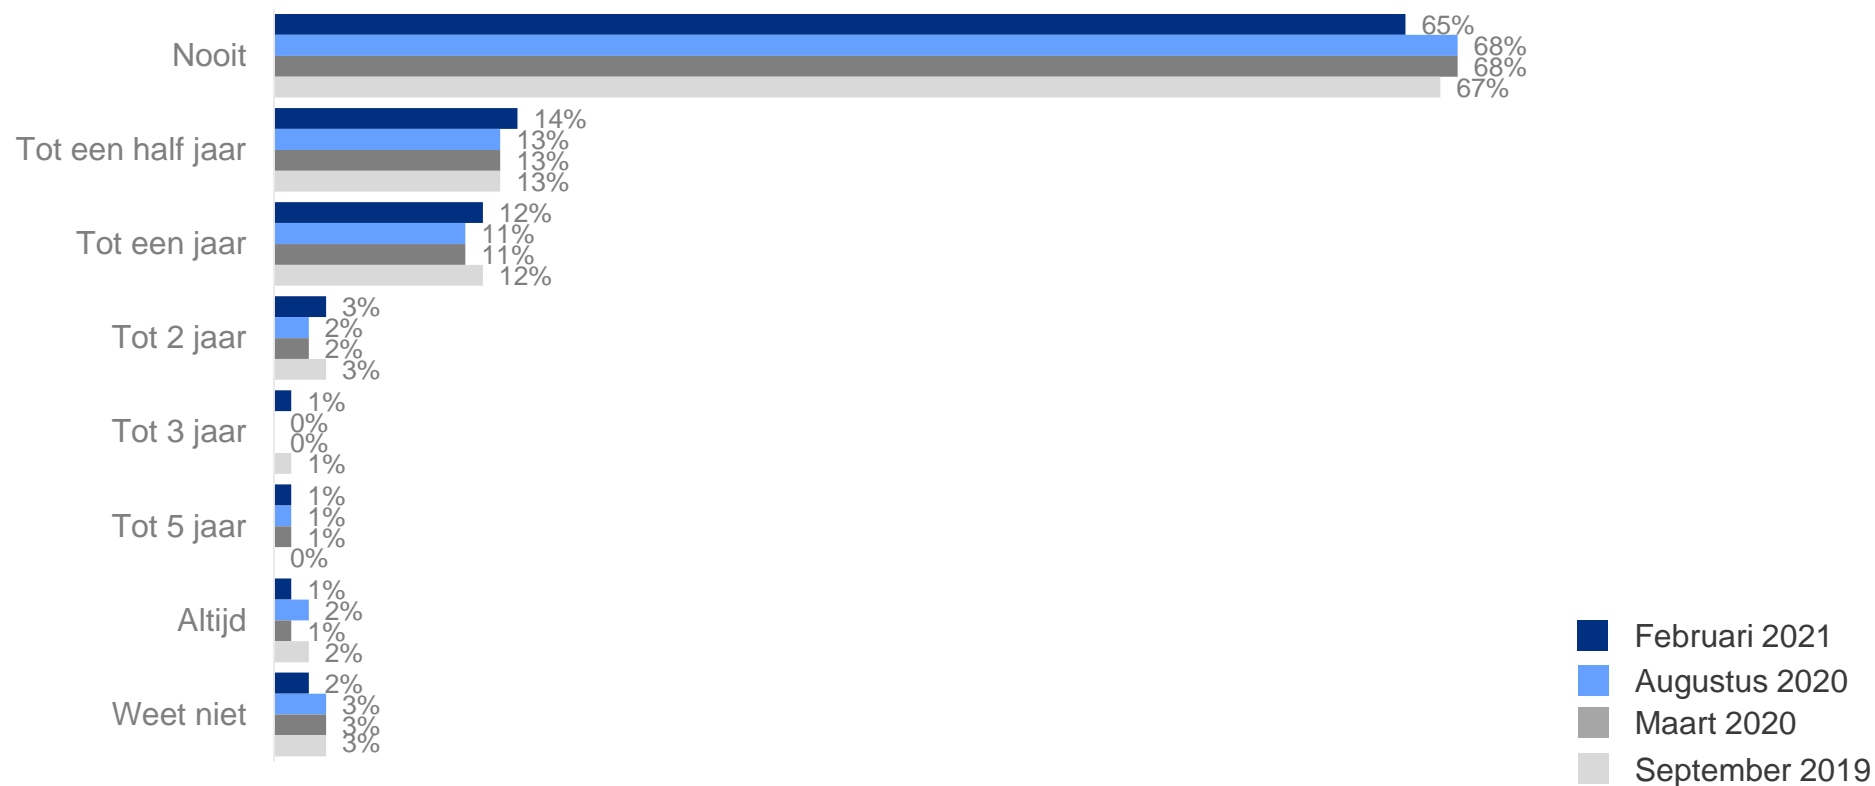 Nooit
65%
68%
68%
67%
Tot een half jaar
14%
13%
13%
13%
Tot een jaar
12%
11%
11%
12%
Tot 2 jaar
3%
2%
2%
3%
Tot 3 jaar
1%
0%
0%
1%
Tot 5 jaar
1%
1%
1%
0%
Altijd
1%
2%
1%
2%
Weet niet
2%
3%
3%
3%
Februari 2021
Augustus 2020
Maart 2020
September 2019